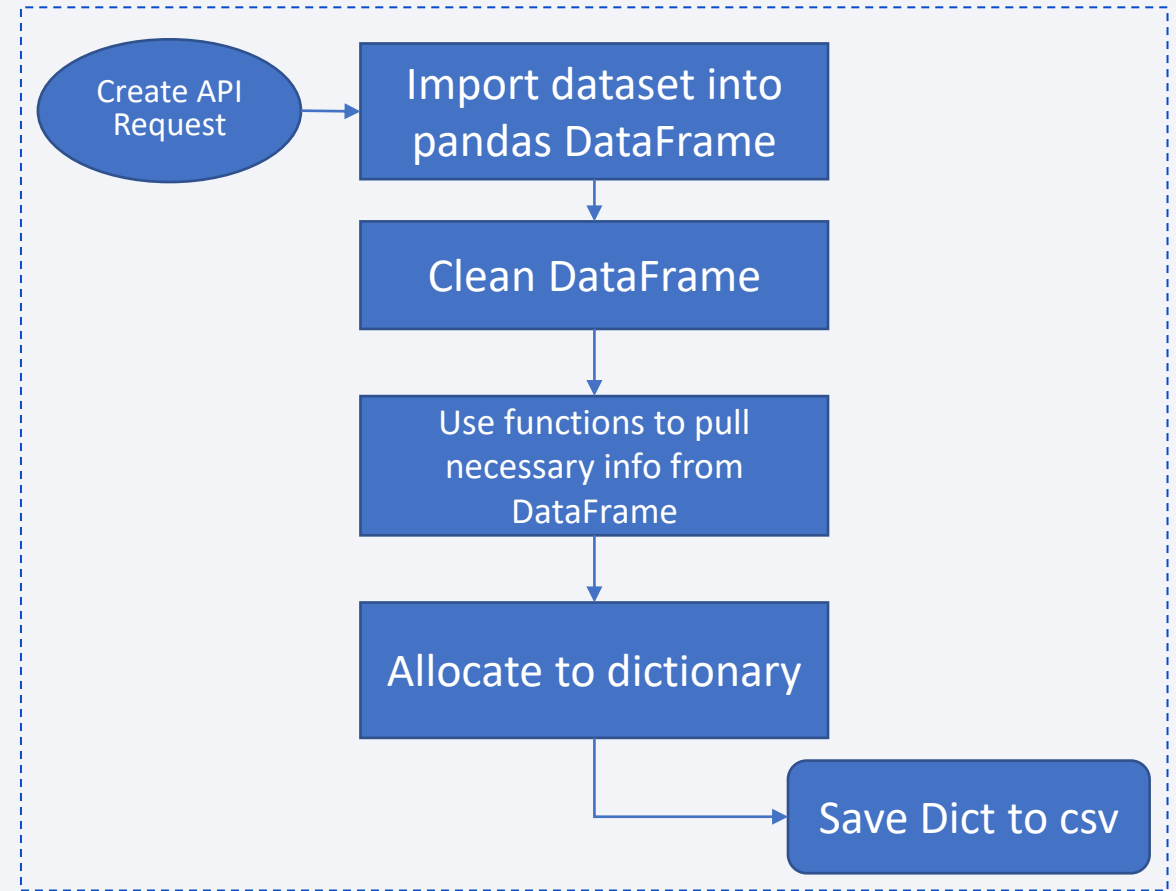 Create API
Request
Import dataset into
pandas DataFrame
Clean DataFrame
Use functions to pull
necessary info from
DataFrame
Allocate to dictionary
Save Dict to csv